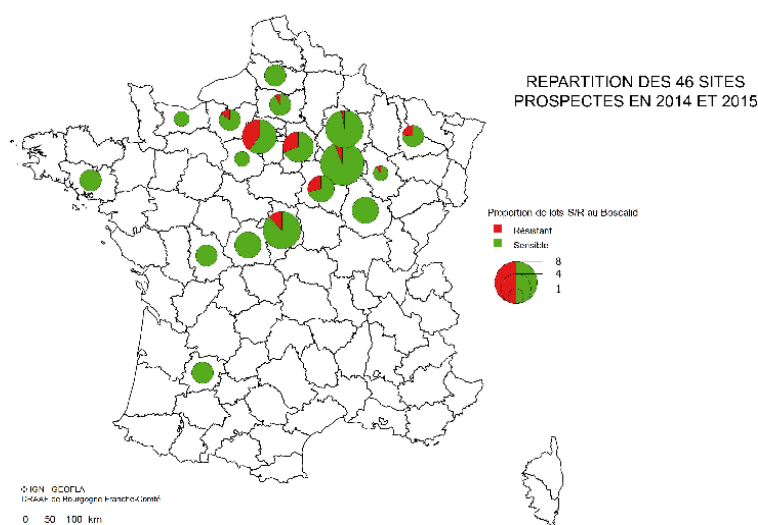 REPARTITION DES 46 SITES
PROSPECTES EN 2014 ET 2015
Proportion de lots S/R au Boscalid
Résistant
Sensible
8
4
1
© IGN GEOFLA
DRAAF de Bourgogne Franche-Comté
0 50 100 km